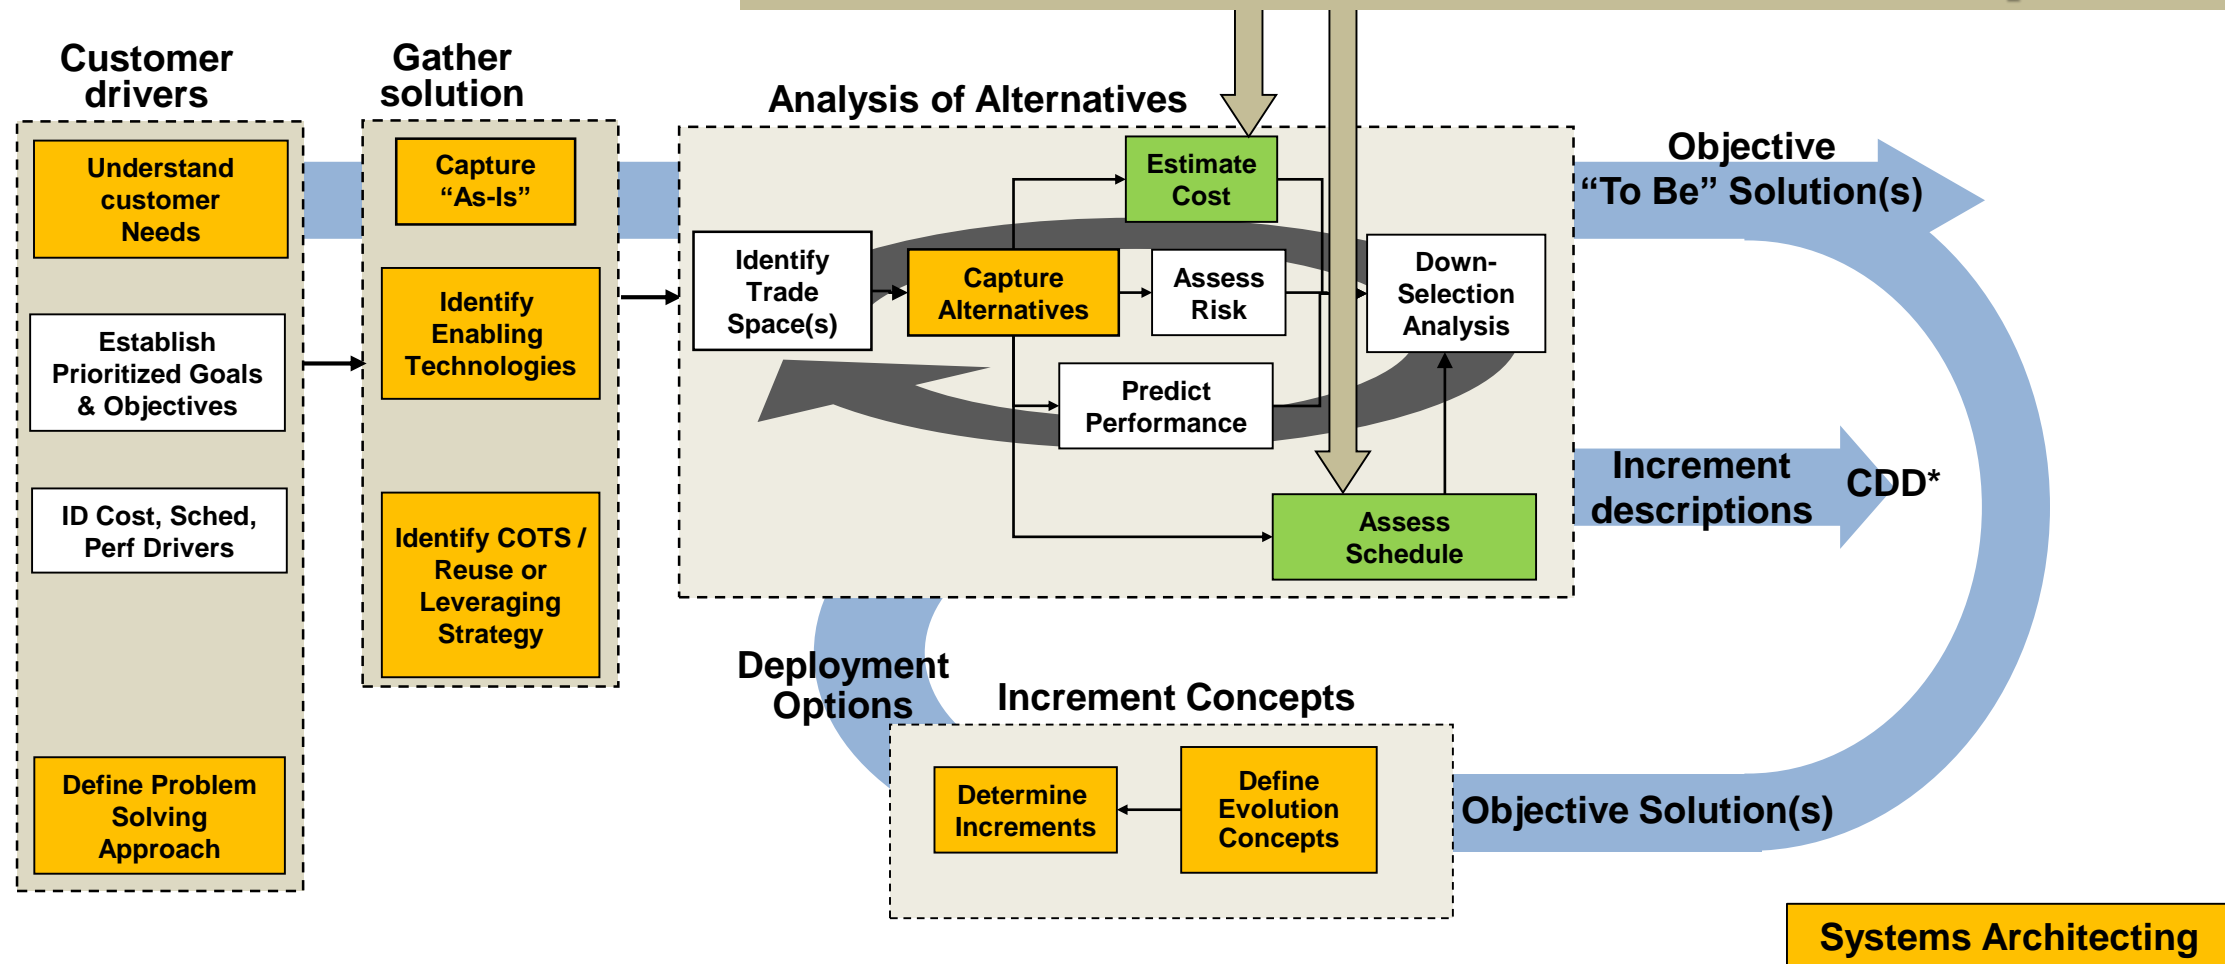 Customer
drivers
Understand
customer
Needs
Establish
Prioritized Goals
& Objectives
ID Cost, Sched,
Perf Drivers
Define Problem
Solving
Approach
Gather
solution
Capture
“As-Is”
Identify
Enabling
Technologies
Identify COTS /
Reuse or
Leveraging
Strategy
Analysis of Alternatives
Identify
Trade
Space(s)
Capture
Alternatives
Estimate
Cost
Assess
Risk
Predict
Performance
Assess
Schedule
Down-
Selection
Analysis
Objective
“To Be” Solution(s)
Increment
descriptions
CDD*
Deployment
Options
Increment Concepts
Determine
Increments
Define
Evolution
Concepts
Objective Solution(s)
Systems Architecting